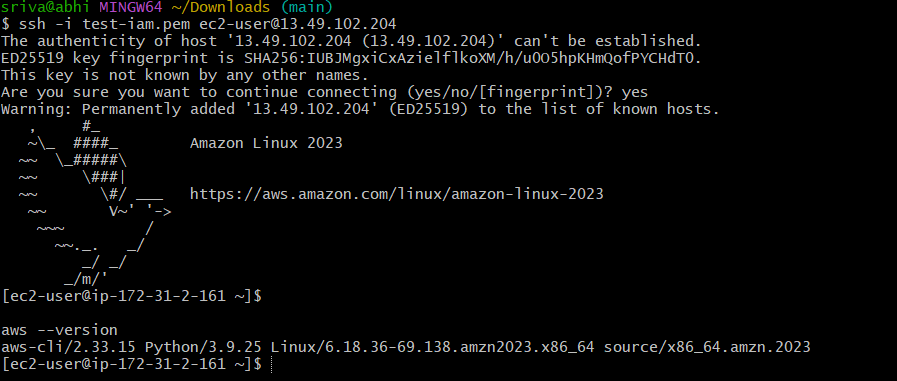 sriva@abhi MINGW64 ~/Downloads (main)
$ ssh -i test-iam.pem ec2-user@13.49.102.204
The authenticity of host '13.49.102.204 (13.49.102.204)' can't be established.
ED25519 key fingerprint is SHA256:IUBJMgxiCxAzielflkoXM/h/uOO5hpKHmQofPYCHdT0.
This key is not known by any other names.
Are you sure you want to continue connecting (yes/no/[fingerprint])? yes
Warning: Permanently added '13.49.102.204' (ED25519) to the list of known hosts.
   ,     #_
   ~\_  ####_        Amazon Linux 2023
  ~~  \_#####\
  ~~     \###|
  ~~       \#/ ___   https://aws.amazon.com/linux/amazon-linux-2023
   ~~       V~' '->
    ~~~         /
      ~~._.   _/
         _/ _/
       _/m/'
[ec2-user@ip-172-31-2-161 ~]$
aws --version
aws-cli/2.33.15 Python/3.9.25 Linux/6.18.36-69.138.amzn2023.x86_64 source/x86_64.amzn.2023
[ec2-user@ip-172-31-2-161 ~]$